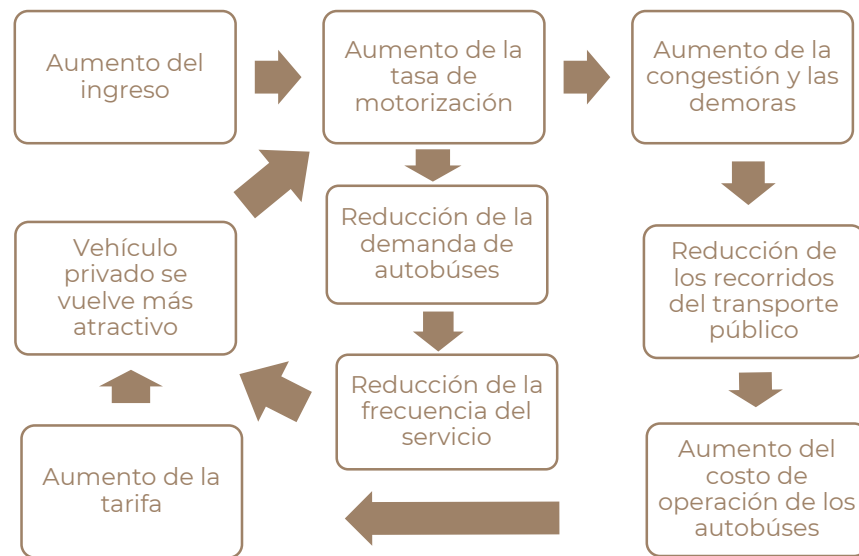 Aumento del
ingreso
Aumento de la
tasa de
motorización
Aumento de la
congestión y las
demoras
Vehículo
privado se
vuelve más
atractivo
Reducción de la
demanda de
autobúses
Reducción de
los recorridos
del transporte
público
Reducción de la
frecuencia del
servicio
Aumento de la
tarifa
Aumento del
costo de
operación de los
autobúses